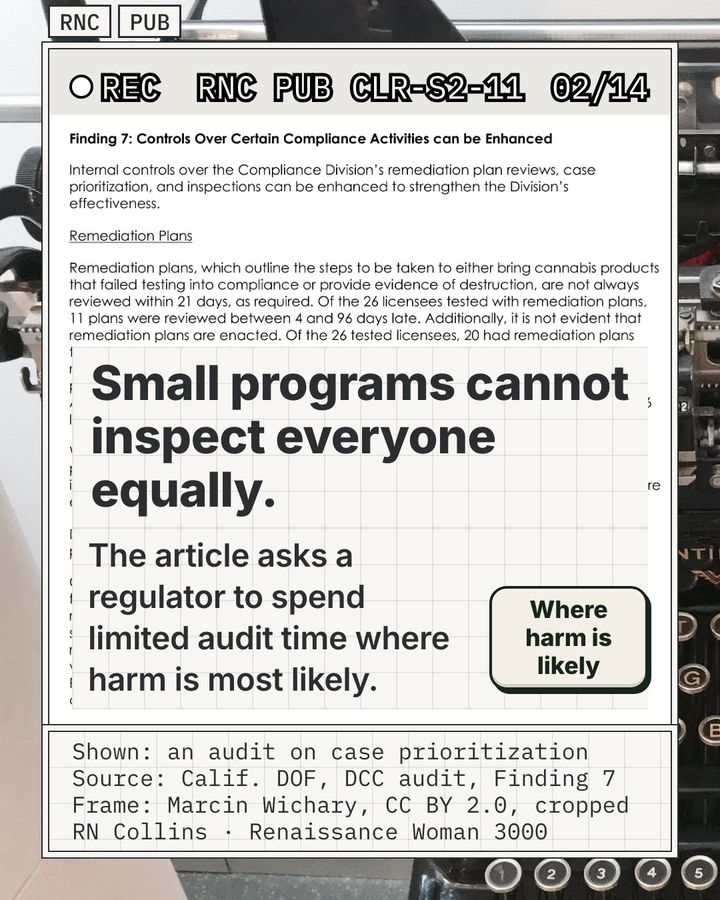 RNC PUB
REC RNC PUB CLR-S2-11 02/14
Finding 7: Controls Over Certain Compliance Activities can be Enhanced
Internal controls over the Compliance Division's remediation plan reviews, case
prioritization, and inspections can be enhanced to strengthen the Division's
effectiveness.
Remediation Plans
Remediation plans, which outline the steps to be taken to either bring cannabis products
that failed testing into compliance or provide evidence of destruction, are not always
reviewed within 21 days, as required. Of the 26 licensees tested with remediation plans,
11 plans were reviewed between 4 and 96 days late. Additionally, it is not evident that
remediation plans are enacted. Of the 26 tested licensees, 20 had remediation plans
Small programs cannot
inspect everyone
equally.
The article asks a
regulator to spend
limited audit time where
harm is most likely.
Where
harm is
likely
Shown: an audit on case prioritization
Source: Calif. DOF, DCC audit, Finding 7
Frame: Marcin Wichary, CC BY 2.0, cropped
RN Collins · Renaissance Woman 3000
G
B
1 2 3 4 5